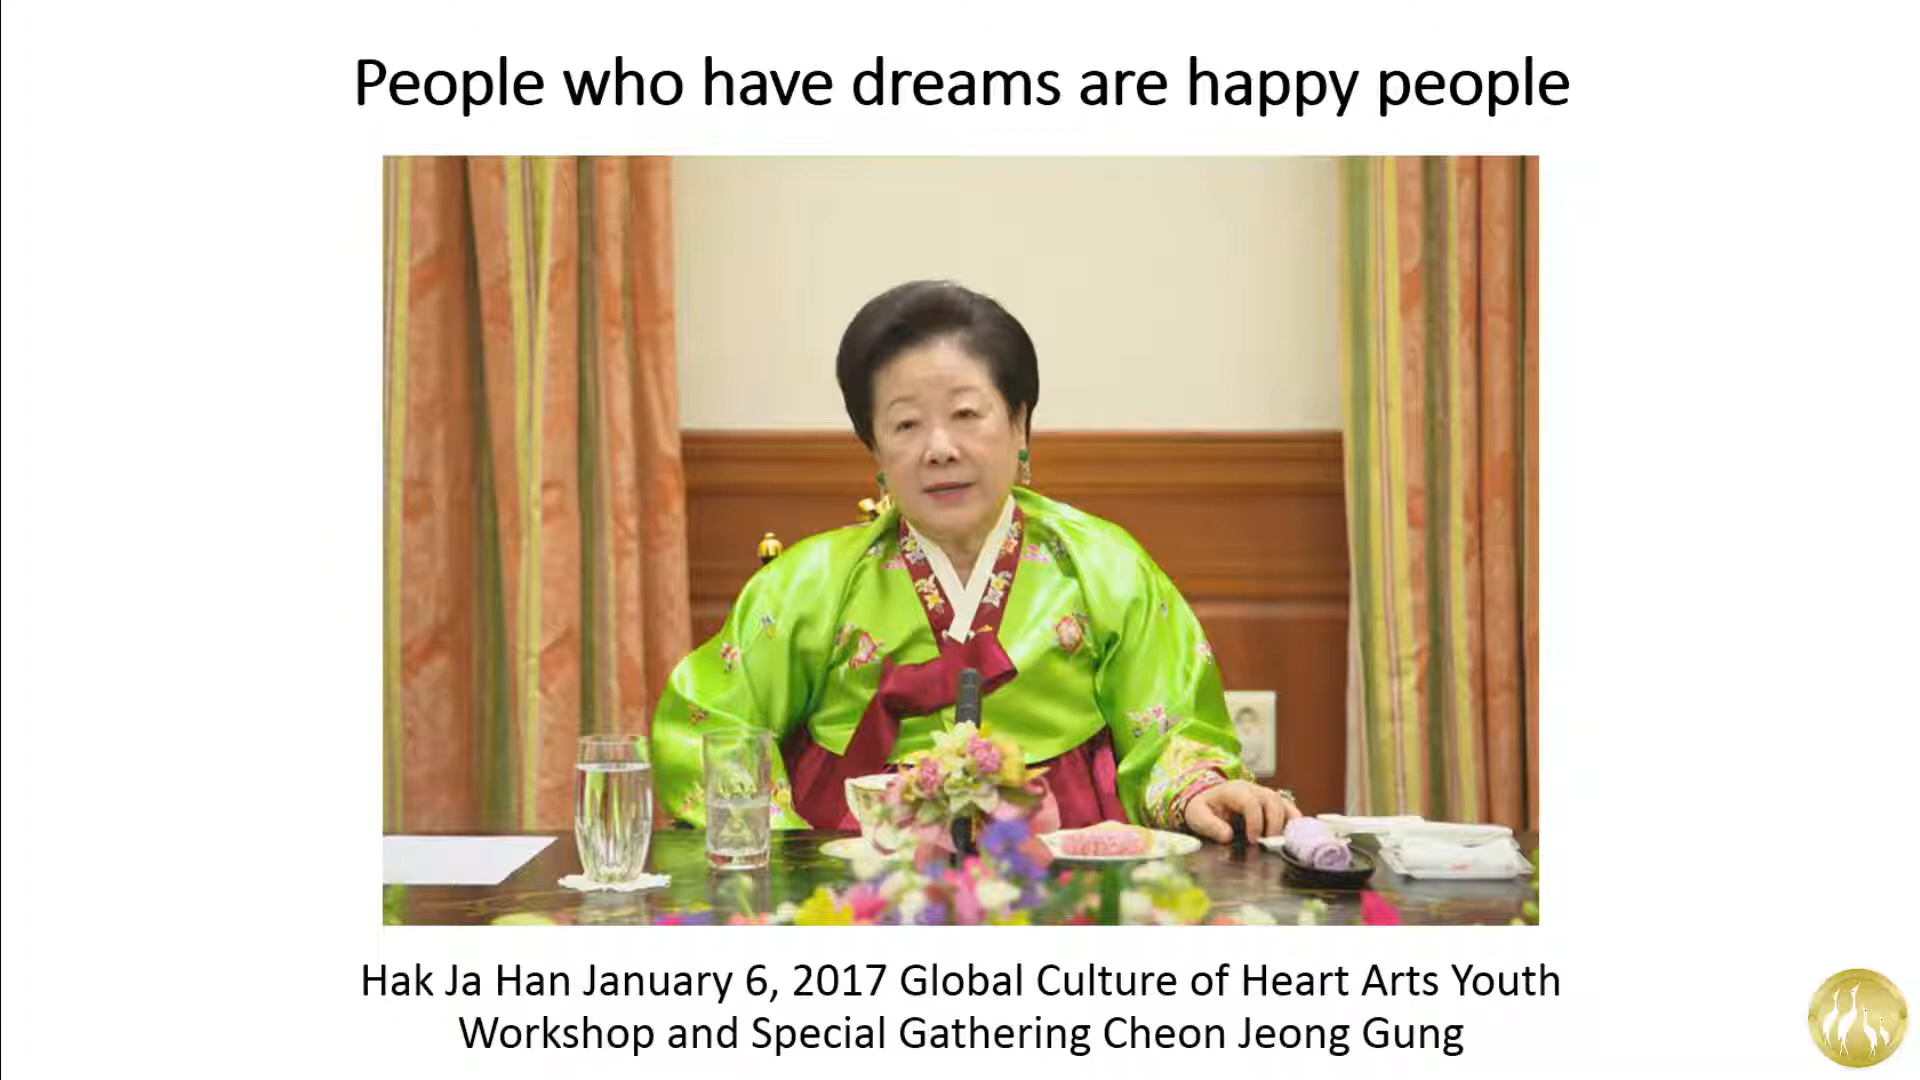 People who have dreams are happy people
Hak Ja Han January 6, 2017 Global Culture of Heart Arts Youth
Workshop and Special Gathering Cheon Jeong Gung